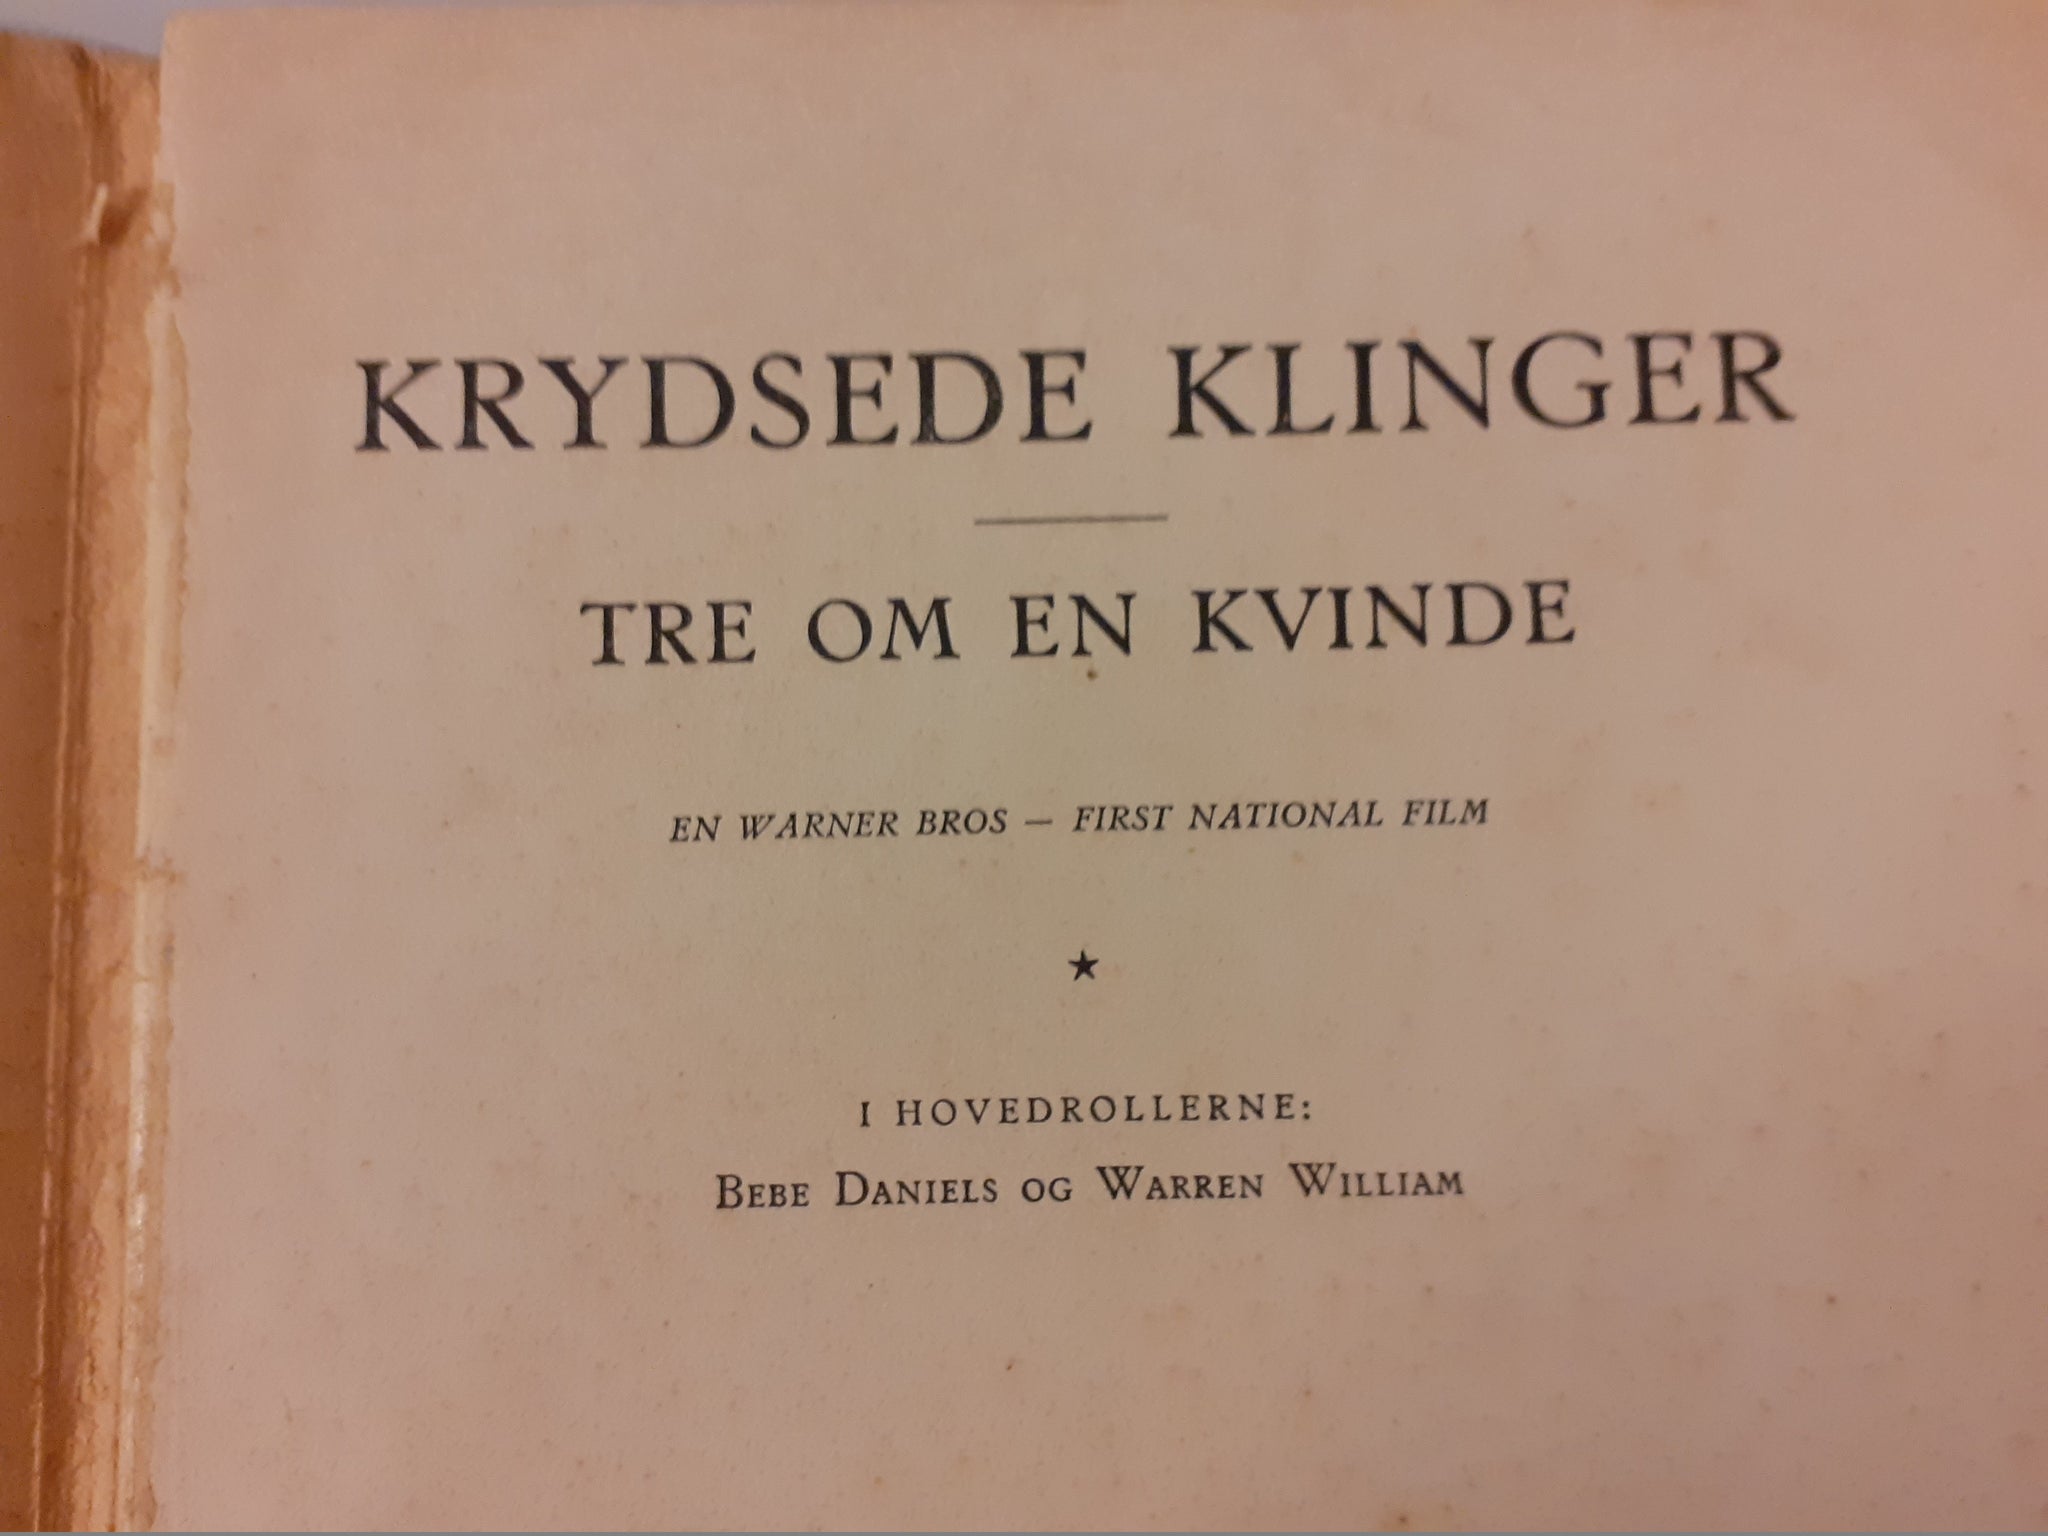 KRYDSEDE KLINGER
TRE OM EN KVINDE
EN WARNER BROS — FIRST NATIONAL FILM
★
I HOVEDROLLERNE:
BEBE DANIELS OG WARREN WILLIAM